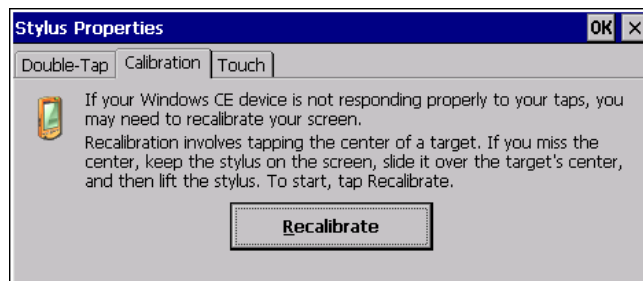 Stylus Properties OK ×
Double-Tap Calibration Touch
If your Windows CE device is not responding properly to your taps, you
may need to recalibrate your screen.
Recalibration involves tapping the center of a target. If you miss the
center, keep the stylus on the screen, slide it over the target's center,
and then lift the stylus. To start, tap Recalibrate.
Recalibrate